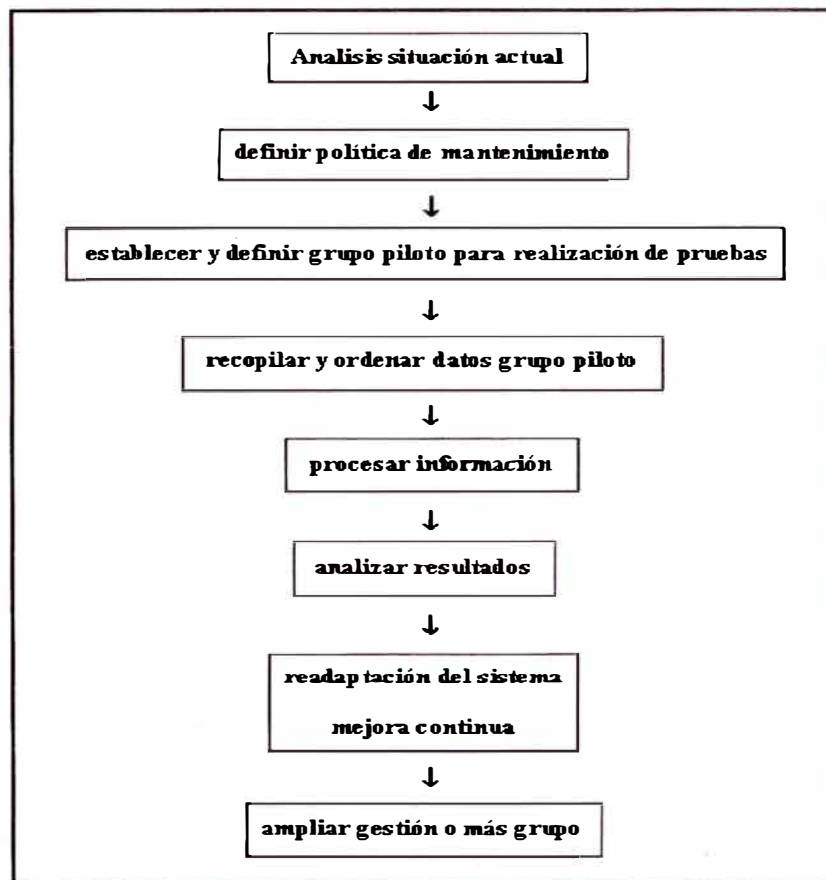 Analisis situación actual
↓
definir política de mantenimiento
↓
establecer y definir grupo piloto para realización de pruebas
↓
recopilar y ordenar datos grupo piloto
↓
procesar información
↓
analizar resultados
↓
readaptación del sistema
mejora continua
↓
ampliar gestión o más grupo